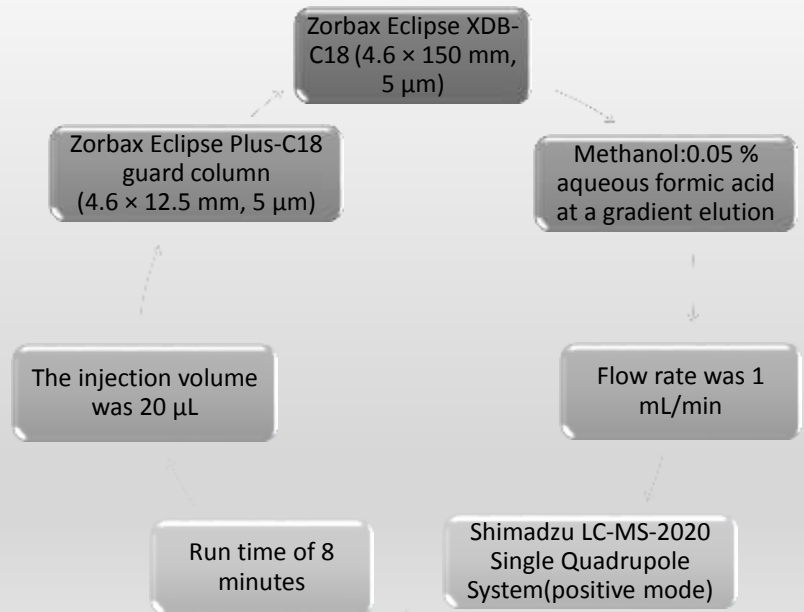 Zorbax Eclipse XDB-
C18 (4.6 × 150 mm,
5 µm)
Methanol:0.05 %
aqueous formic acid
at a gradient elution
Flow rate was 1
mL/min
Shimadzu LC-MS-2020
Single Quadrupole
System(positive mode)
Run time of 8
minutes
The injection volume
was 20 µL
Zorbax Eclipse Plus-C18
guard column
(4.6 × 12.5 mm, 5 µm)